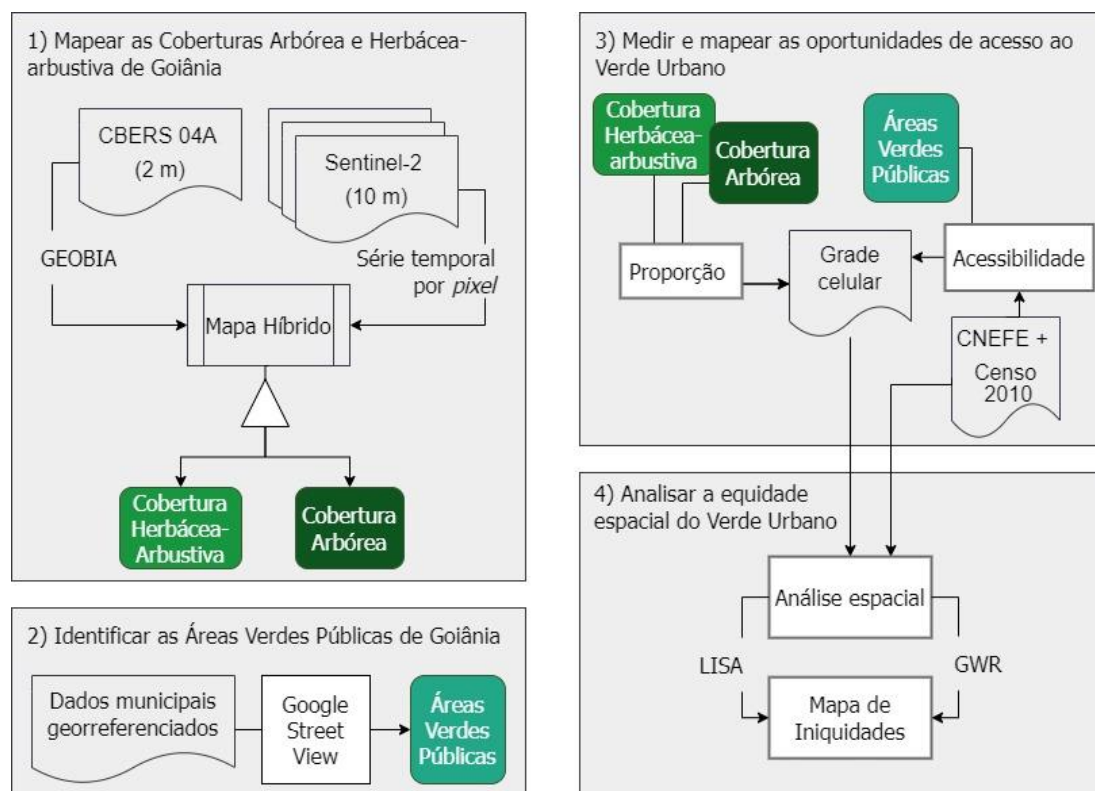 1) Mapear as Coberturas Arbórea e Herbácea-
arbustiva de Goiânia
CBERS 04A
(2 m)
Sentinel-2
(10 m)
GEOBIA
Série temporal
por pixel
Mapa Híbrido
Cobertura
Herbácea-
Arbustiva
Cobertura
Arbórea
2) Identificar as Áreas Verdes Públicas de Goiânia
Dados municipais
georreferenciados
Google
Street
View
Áreas
Verdes
Públicas
3) Medir e mapear as oportunidades de acesso ao
Verde Urbano
Cobertura
Herbácea-
arbustiva
Cobertura
Arbórea
Áreas
Verdes
Públicas
Proporção
Grade
celular
Acessibilidade
CNEFE +
Censo
2010
4) Analisar a equidade
espacial do Verde Urbano
Análise espacial
LISA
GWR
Mapa de
Iniquidades